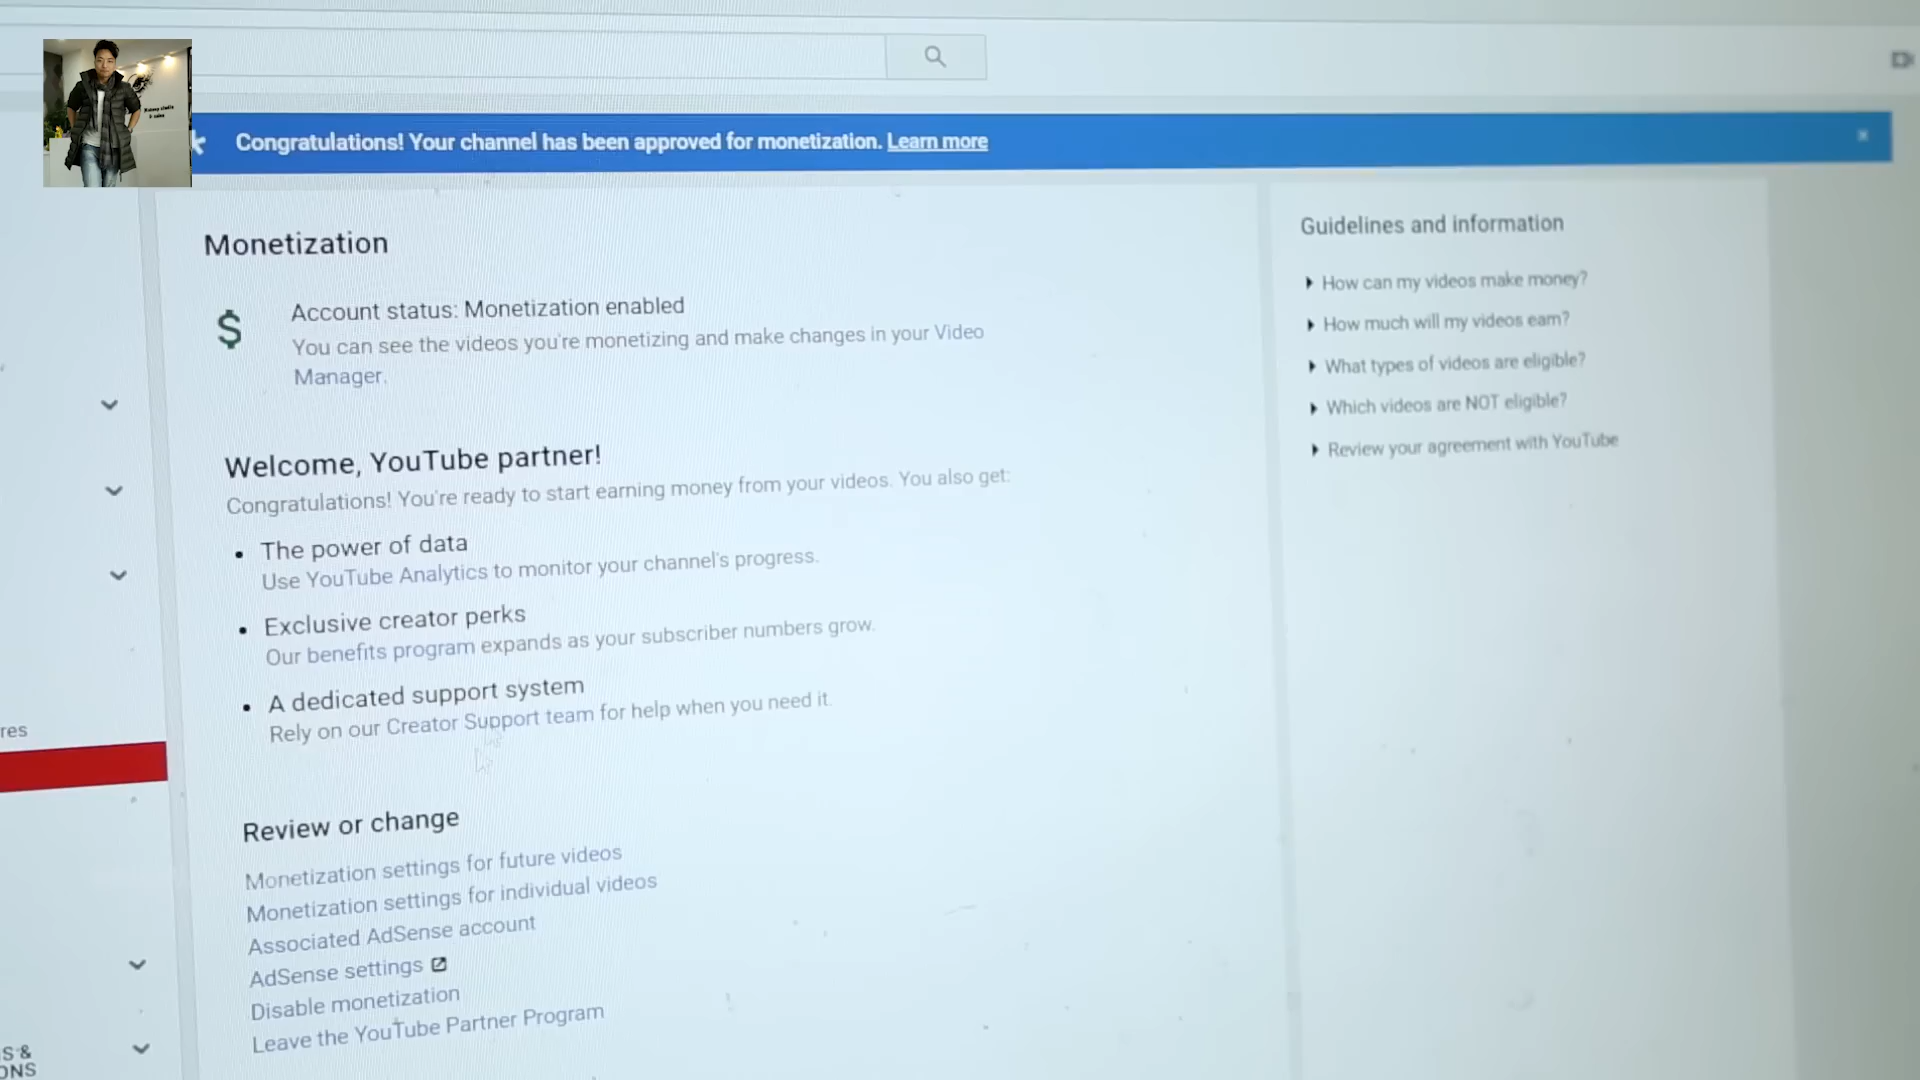 Congratulations! Your channel has been approved for monetization. Learn more
Monetization
Account status: Monetization enabled
You can see the videos you're monetizing and make changes in your Video
Manager.
Welcome, YouTube partner!
Congratulations! You're ready to start earning money from your videos. You also get:
The power of data
Use YouTube Analytics to monitor your channel's progress.
Exclusive creator perks
Our benefits program expands as your subscriber numbers grow.
A dedicated support system
Rely on our Creator Support team for help when you need it.
Review or change
Monetization settings for future videos
Monetization settings for individual videos
Associated AdSense account
AdSense settings
Disable monetization
Leave the YouTube Partner Program
Guidelines and information
How can my videos make money?
How much will my videos earn?
What types of videos are eligible?
Which videos are NOT eligible?
Review your agreement with YouTube
res
S &
ONS